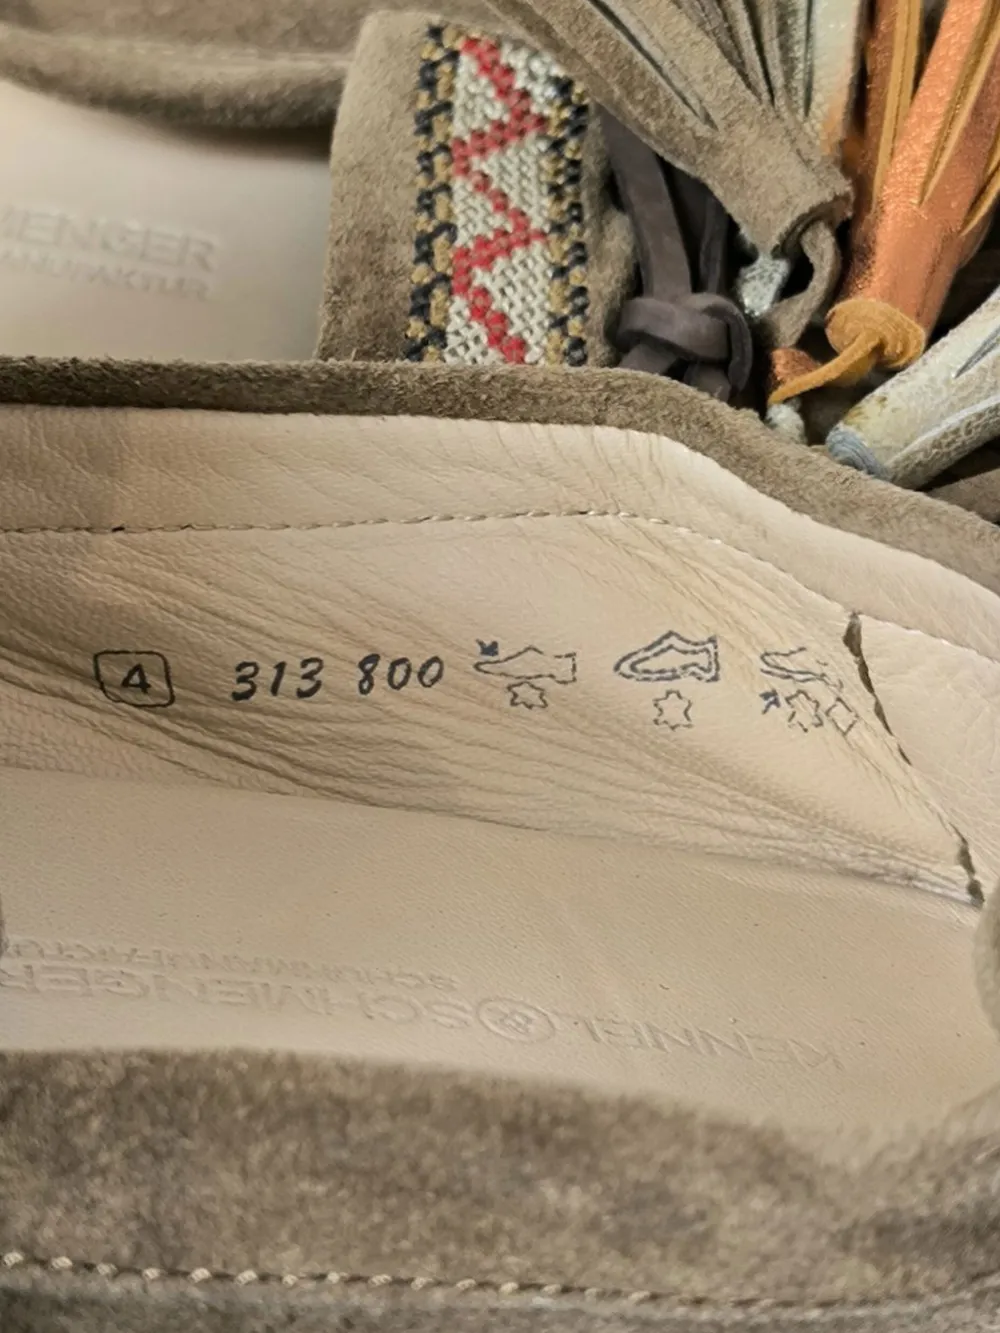 MENGER
MANUFAKTUR
4 313 800
SCHUHMANUFAKTUR
KENNEL & SCHMENGER